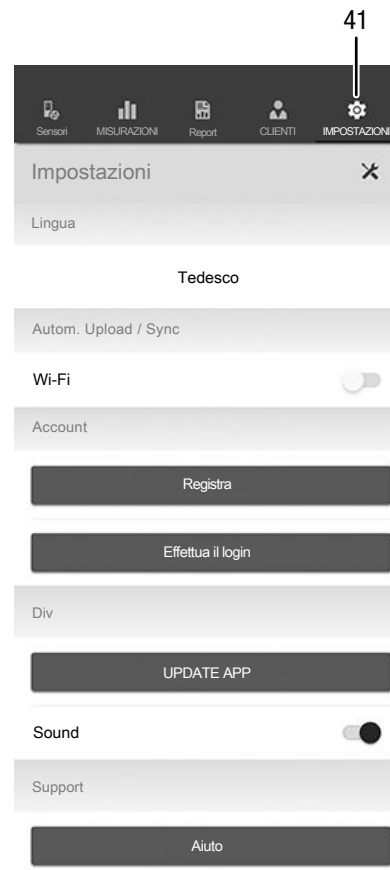 41
Sensori MISURAZIONI Report CLIENTI IMPOSTAZIONI
Impostazioni
Lingua
Tedesco
Autom. Upload / Sync
Wi-Fi
Account
Registra
Effettua il login
Div
UPDATE APP
Sound
Support
Aiuto